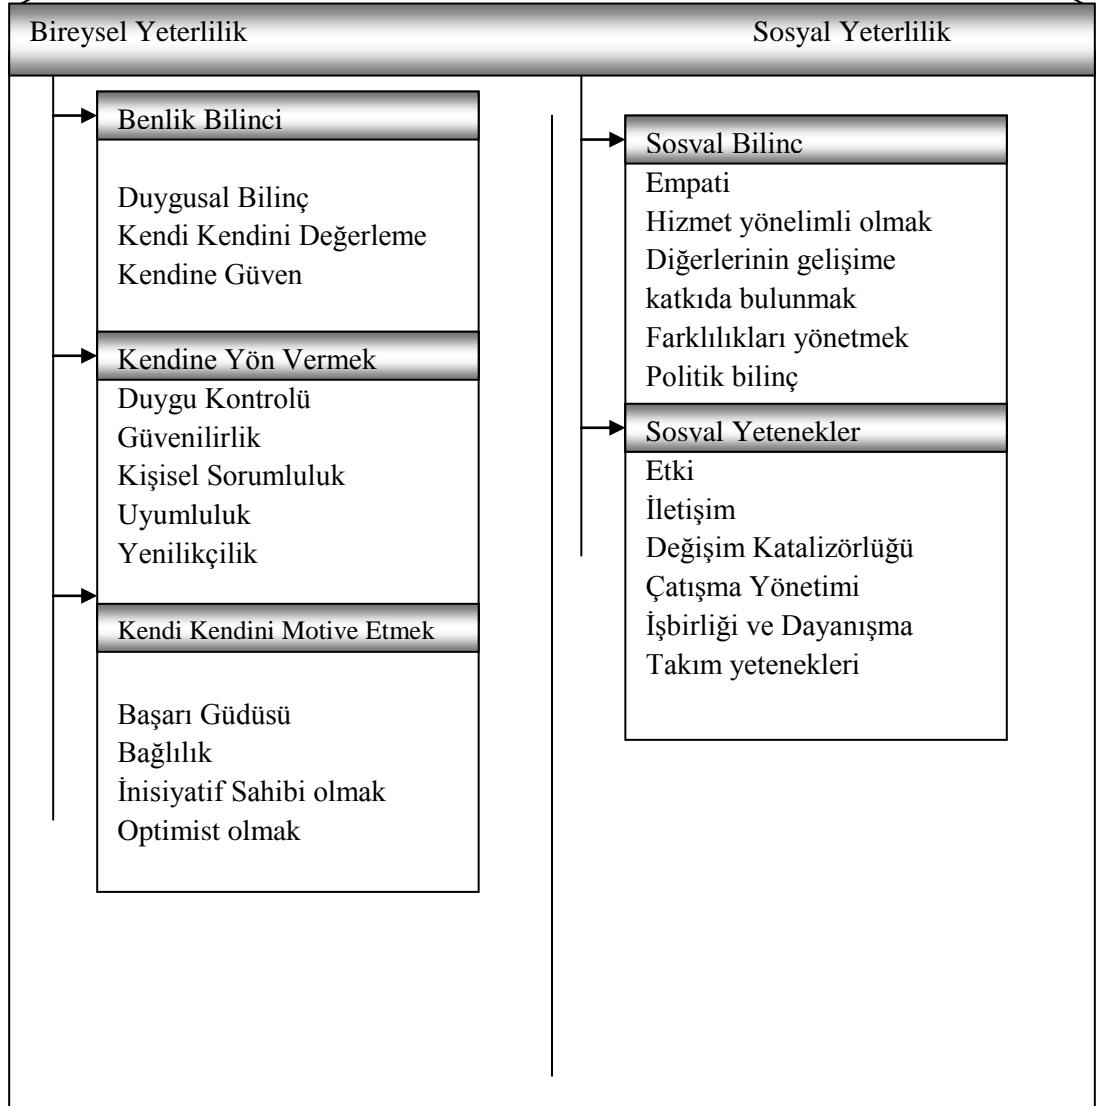 Bireysel Yeterlilik
Sosyal Yeterlilik
Benlik Bilinci
Duygusal Bilinç
Kendi Kendini Değerleme
Kendine Güven
Kendine Yön Vermek
Duygu Kontrolü
Güvenilirlik
Kişisel Sorumluluk
Uyumluluk
Yenilikçilik
Kendi Kendini Motive Etmek
Başarı Güdüsü
Bağlılık
İnisiyatif Sahibi olmak
Optimist olmak
Sosyal Bilinc
Empati
Hizmet yönelimli olmak
Diğerlerinin gelişime
katkıda bulunmak
Farklılıkları yönetmek
Politik bilinç
Sosyal Yetenekler
Etki
İletişim
Değişim Katalizörlüğü
Çatışma Yönetimi
İşbirliği ve Dayanışma
Takım yetenekleri